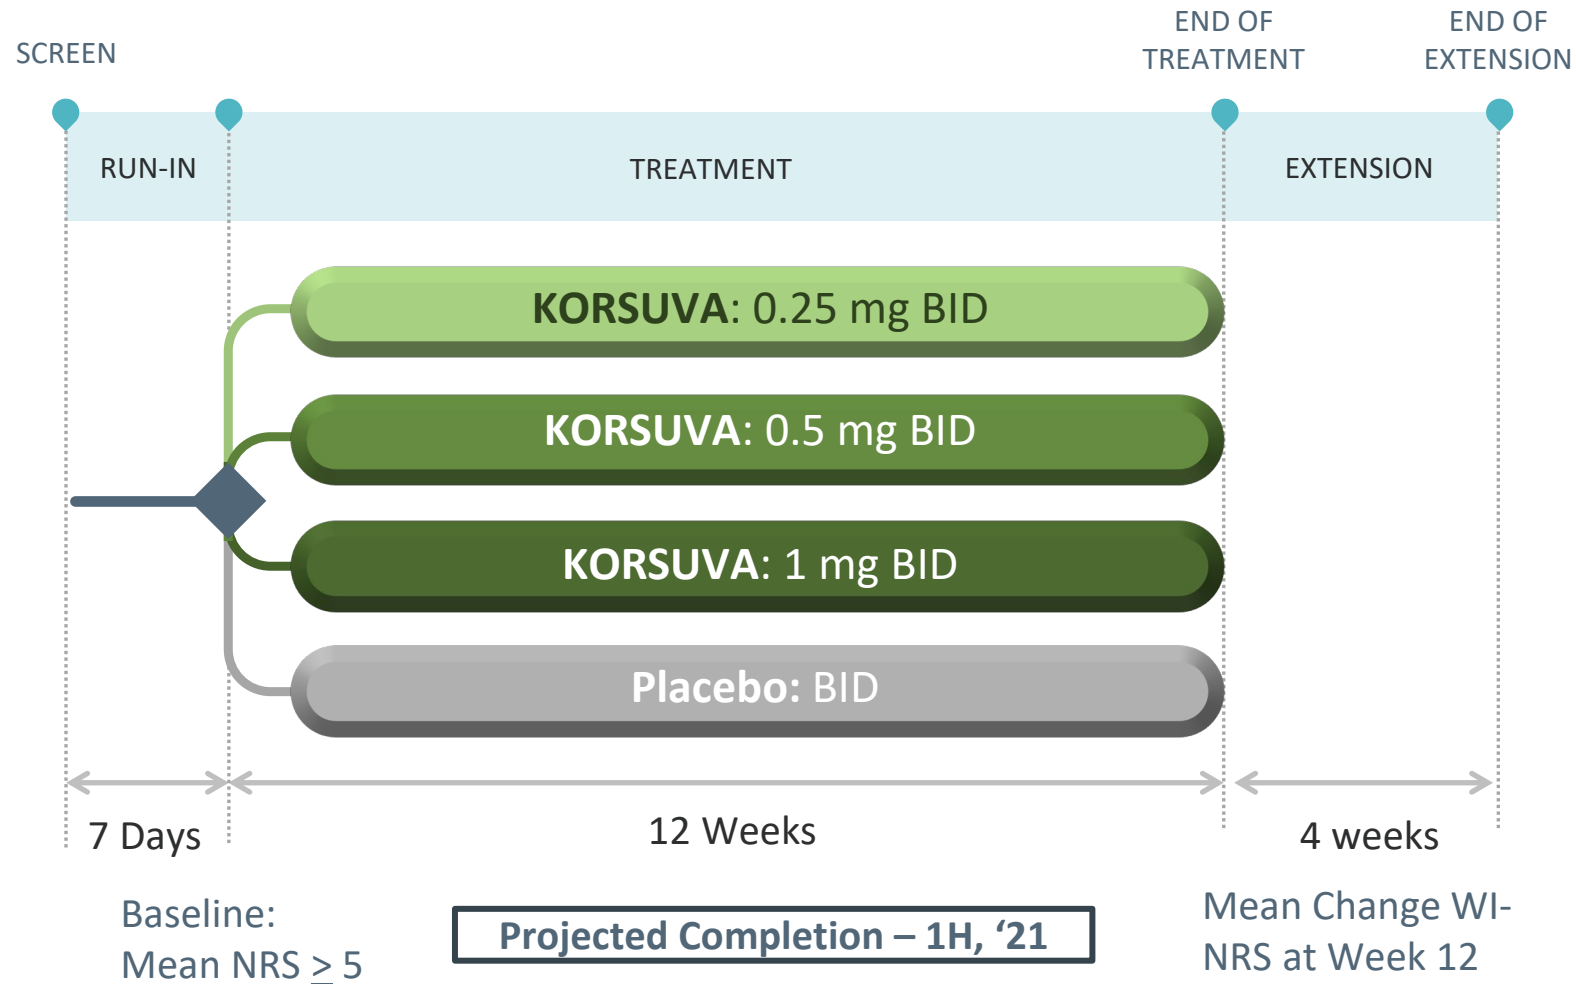 SCREEN
END OF
TREATMENT
END OF
EXTENSION
RUN-IN
TREATMENT
EXTENSION
KORSUVA: 0.25 mg BID
KORSUVA: 0.5 mg BID
KORSUVA: 1 mg BID
Placebo: BID
7 Days
12 Weeks
4 weeks
Baseline:
Mean NRS ≥ 5
Projected Completion – 1H, ‘21
Mean Change WI-
NRS at Week 12